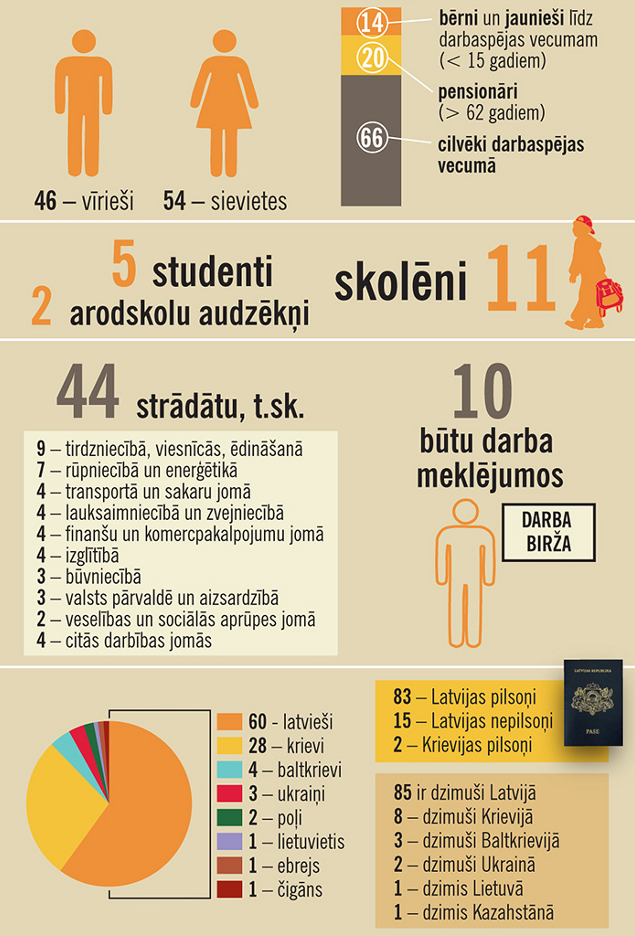 14
bērni un jaunieši līdz
darbaspējas vecumam
(< 15 gadiem)
20
pensionāri
(> 62 gadiem)
66
cilvēki darbaspējas
vecumā
46 – vīrieši
54 – sievietes
5 studenti
2 arodskolu audzēkņi
skolēni 11
44 strādātu, t.sk.
9 – tirdzniecībā, viesnīcās, ēdināšanā
7 – rūpniecībā un enerģētikā
4 – transportā un sakaru jomā
4 – lauksaimniecībā un zvejniecībā
4 – finanšu un komercpakalpojumu jomā
4 – izglītībā
3 – būvniecībā
3 – valsts pārvaldē un aizsardzībā
2 – veselības un sociālās aprūpes jomā
4 – citās darbības jomās
10
būtu darba
meklējumos
DARBA
BIRŽA
60 - latvieši
28 – krievi
4 – baltkrievi
3 – ukraiņi
2 – poļi
1 – lietuvietis
1 – ebrejs
1 – čigāns
83 – Latvijas pilsoņi
15 – Latvijas nepilsoņi
2 – Krievijas pilsoņi
LATVIJAS REPUBLIKA
PASE
85 ir dzimuši Latvijā
8 – dzimuši Krievijā
3 – dzimuši Baltkrievijā
2 – dzimuši Ukrainā
1 – dzimis Lietuvā
1 – dzimis Kazahstānā